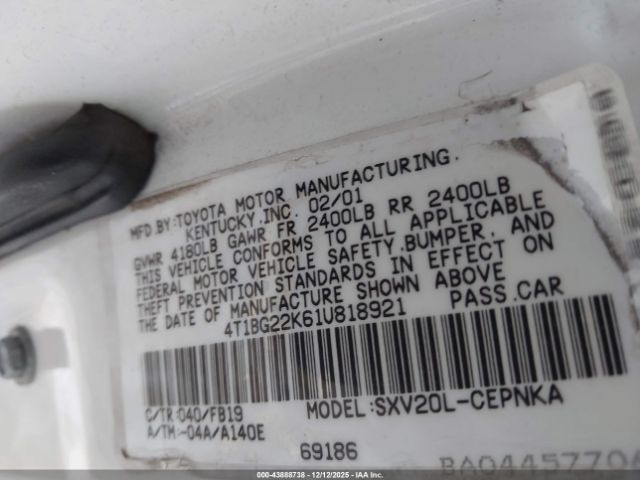 MFD.BY:TOYOTA MOTOR MANUFACTURING.
KENTUCKY.INC. 02/01
GVWR 4180LB GAWR FR 2400LB RR 2400LB
THIS VEHICLE CONFORMS TO ALL APPLICABLE
FEDERAL MOTOR VEHICLE SAFETY,BUMPER, AND
THEFT PREVENTION STANDARDS IN EFFECT ON
THE DATE OF MANUFACTURE SHOWN ABOVE
4T1BG22K61U818921 PASS.CAR
C/TR:040/FB19 MODEL:SXV20L-CEPNKA
A/TM:-04A/A140E
69186
BA0445770
000-43888738 - 12/12/2025 - IAAI.COM